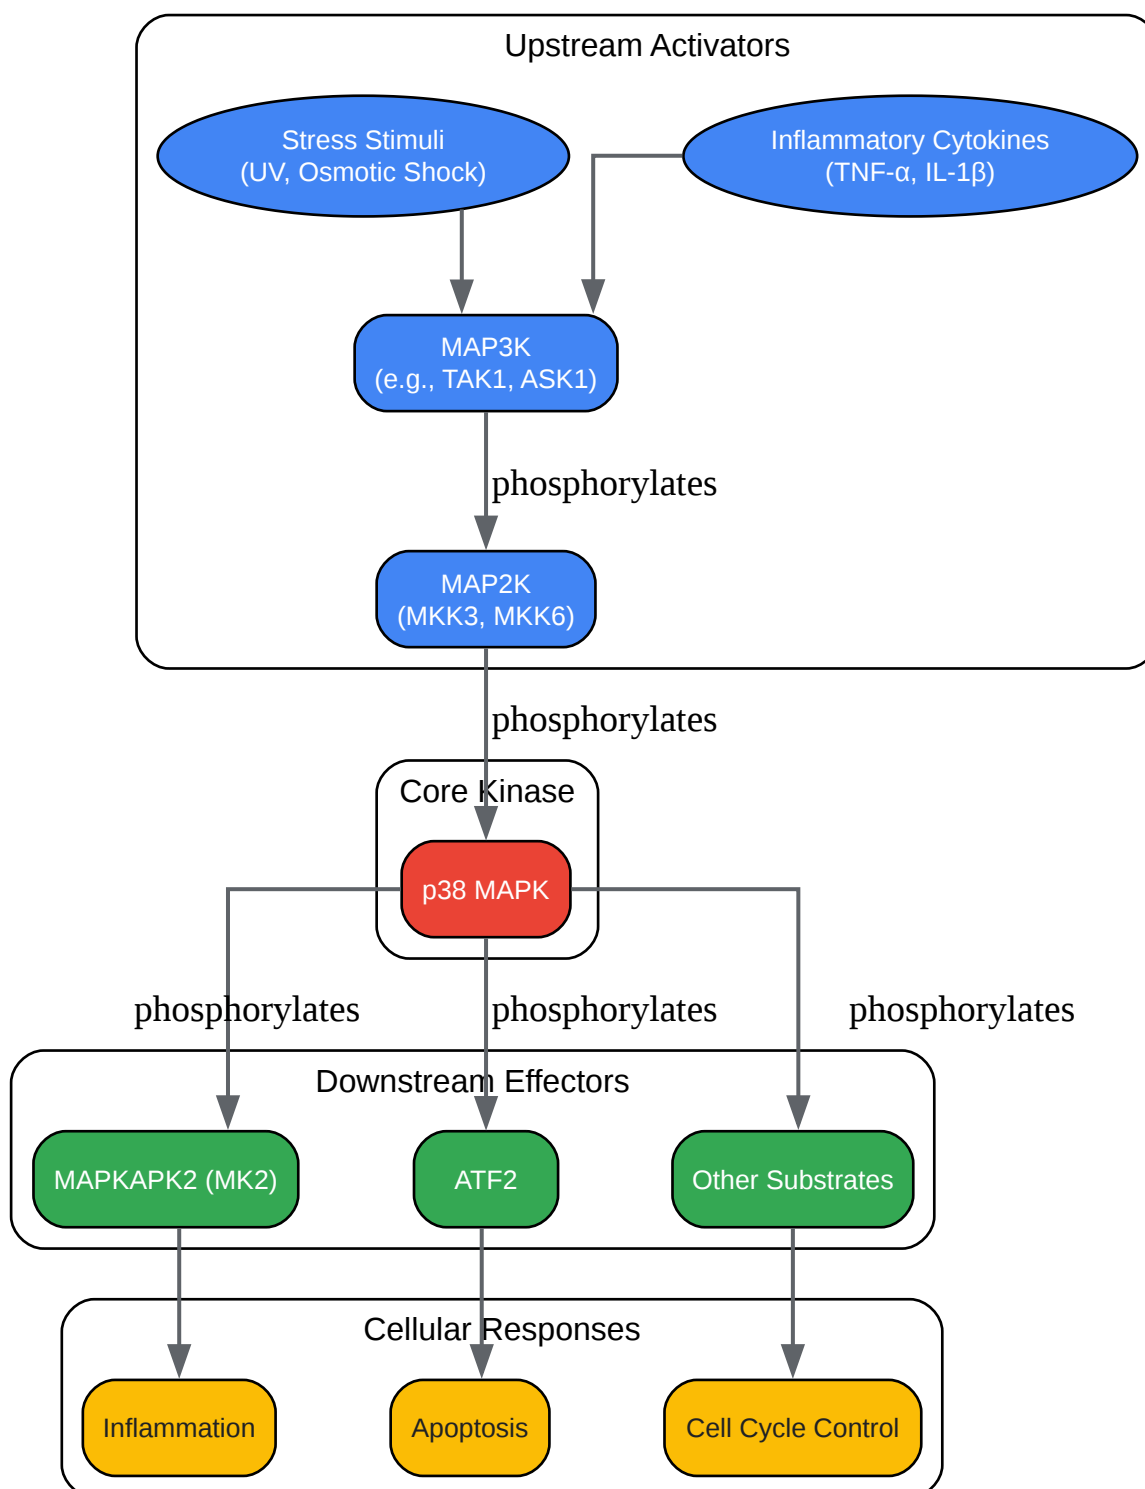 Upstream Activators
Stress Stimuli
(UV, Osmotic Shock)
Inflammatory Cytokines
(TNF-α, IL-1β)
MAP3K
(e.g., TAK1, ASK1)
phosphorylates
MAP2K
(MKK3, MKK6)
phosphorylates
Core Kinase
p38 MAPK
phosphorylates
phosphorylates
phosphorylates
Downstream Effectors
MAPKAPK2 (MK2)
ATF2
Other Substrates
Cellular Responses
Inflammation
Apoptosis
Cell Cycle Control